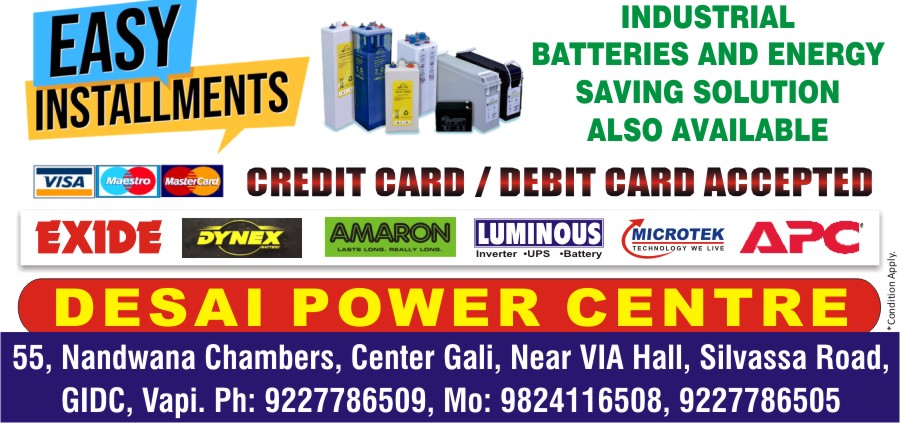 EASY
INSTALLMENTS
INDUSTRIAL
BATTERIES AND ENERGY
SAVING SOLUTION
ALSO AVAILABLE
VISA Maestro MasterCard
CREDIT CARD / DEBIT CARD ACCEPTED
EXIDE
DYNEX
BATTERY
AMARON
LASTS LONG. REALLY LONG.
LUMINOUS
Inverter •UPS •Battery
MICROTEK
TECHNOLOGY WE LIVE
APC
* Condition Apply.
DESAI POWER CENTRE
55, Nandwana Chambers, Center Gali, Near VIA Hall, Silvassa Road,
GIDC, Vapi. Ph: 9227786509, Mo: 9824116508, 9227786505